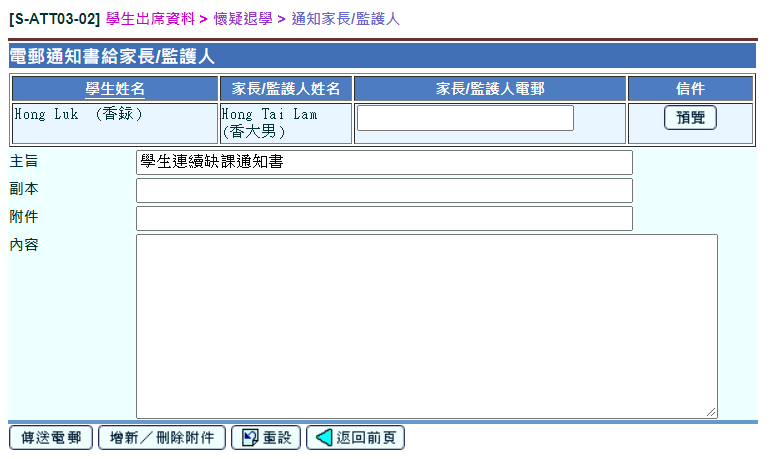 [S-ATT03-02] 學生出席資料 > 懷疑退學 > 通知家長/監護人
電郵通知書給家長/監護人
學生姓名 家長/監護人姓名 家長/監護人電郵 信件
Hong Luk (香録) Hong Tai Lam 預覽
(香大男)
主旨 學生連續缺課通知書
副本
附件
內容
傳送電郵 增新／刪除附件 重設 返回前頁